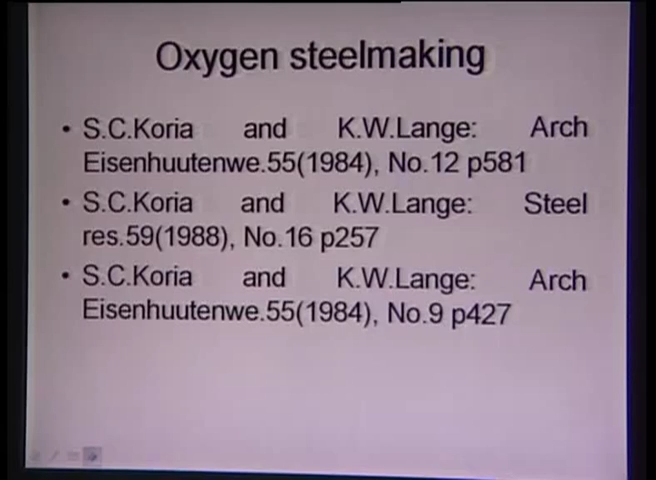 Oxygen steelmaking
• S.C.Koria and K.W.Lange: Arch
Eisenhuutenwe.55(1984), No.12 p581
• S.C.Koria and K.W.Lange: Steel
res.59(1988), No.16 p257
• S.C.Koria and K.W.Lange: Arch
Eisenhuutenwe.55(1984), No.9 p427